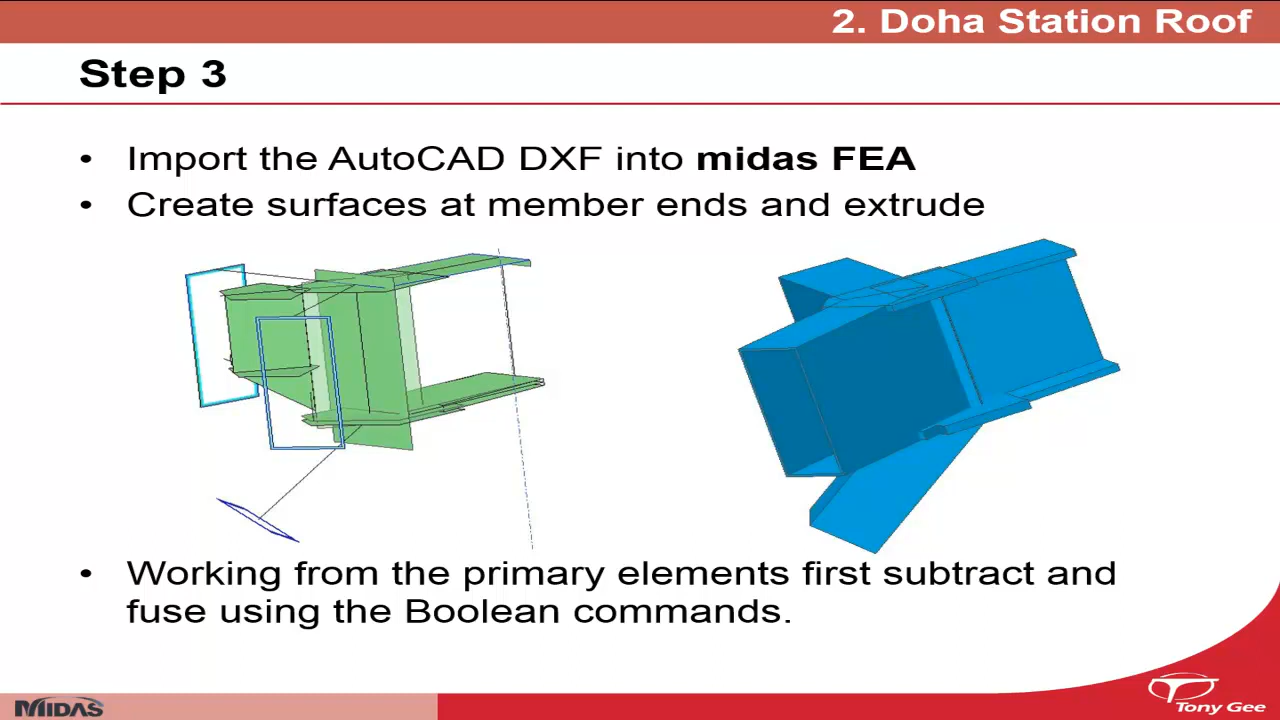 2. Doha Station Roof
Step 3
• Import the AutoCAD DXF into midas FEA
• Create surfaces at member ends and extrude
• Working from the primary elements first subtract and
fuse using the Boolean commands.
MIDAS
Tony Gee